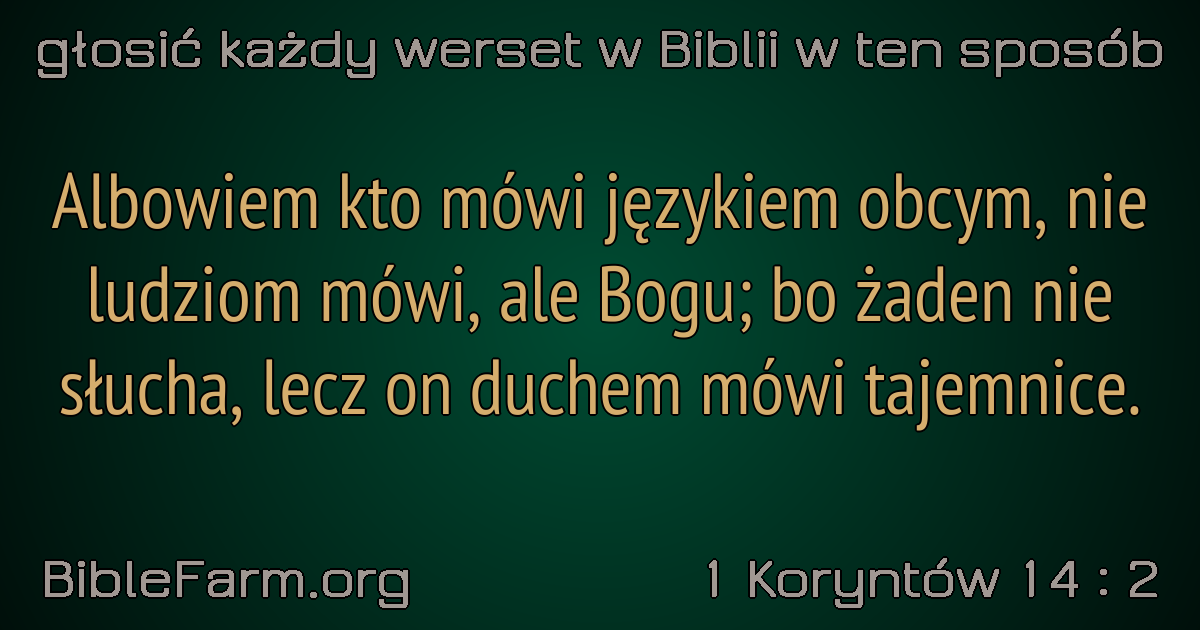 głosić każdy werset w Biblii w ten sposób
Albowiem kto mówi językiem obcym, nie
ludziom mówi, ale Bogu; bo żaden nie
słucha, lecz on duchem mówi tajemnice.
BibleFarm.org
1 Koryntów 14 : 2